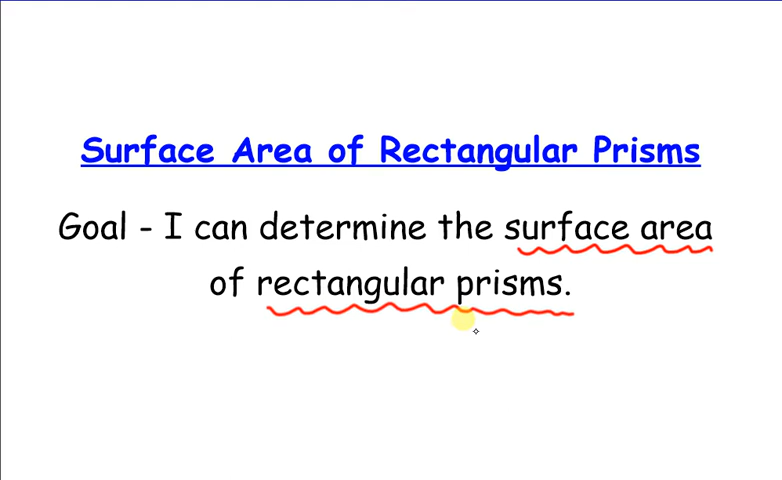 Surface Area of Rectangular Prisms
Goal - I can determine the surface area
of rectangular prisms.